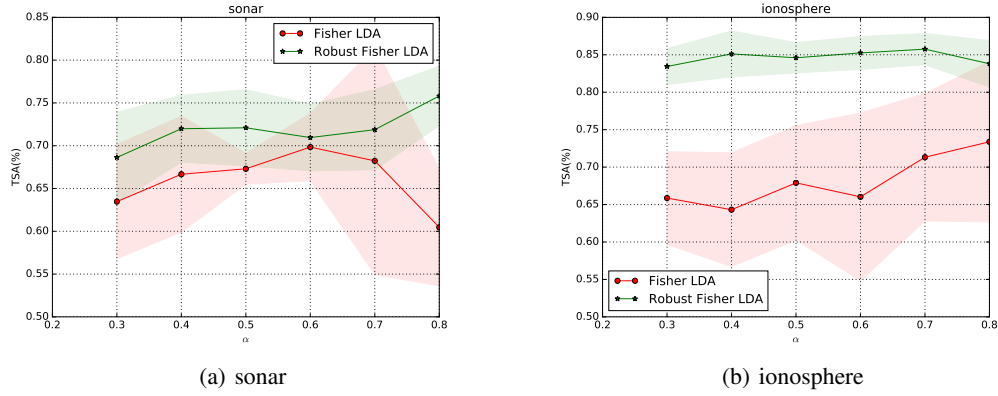 sonar
0.85
0.80
0.75
0.70
0.65
0.60
0.55
0.50
TSA(%)
0.2 0.3 0.4 0.5 0.6 0.7 0.8
α
Fisher LDA
Robust Fisher LDA
(a) sonar
ionosphere
0.90
0.85
0.80
0.75
0.70
0.65
0.60
0.55
0.50
TSA(%)
0.2 0.3 0.4 0.5 0.6 0.7 0.8
α
Fisher LDA
Robust Fisher LDA
(b) ionosphere